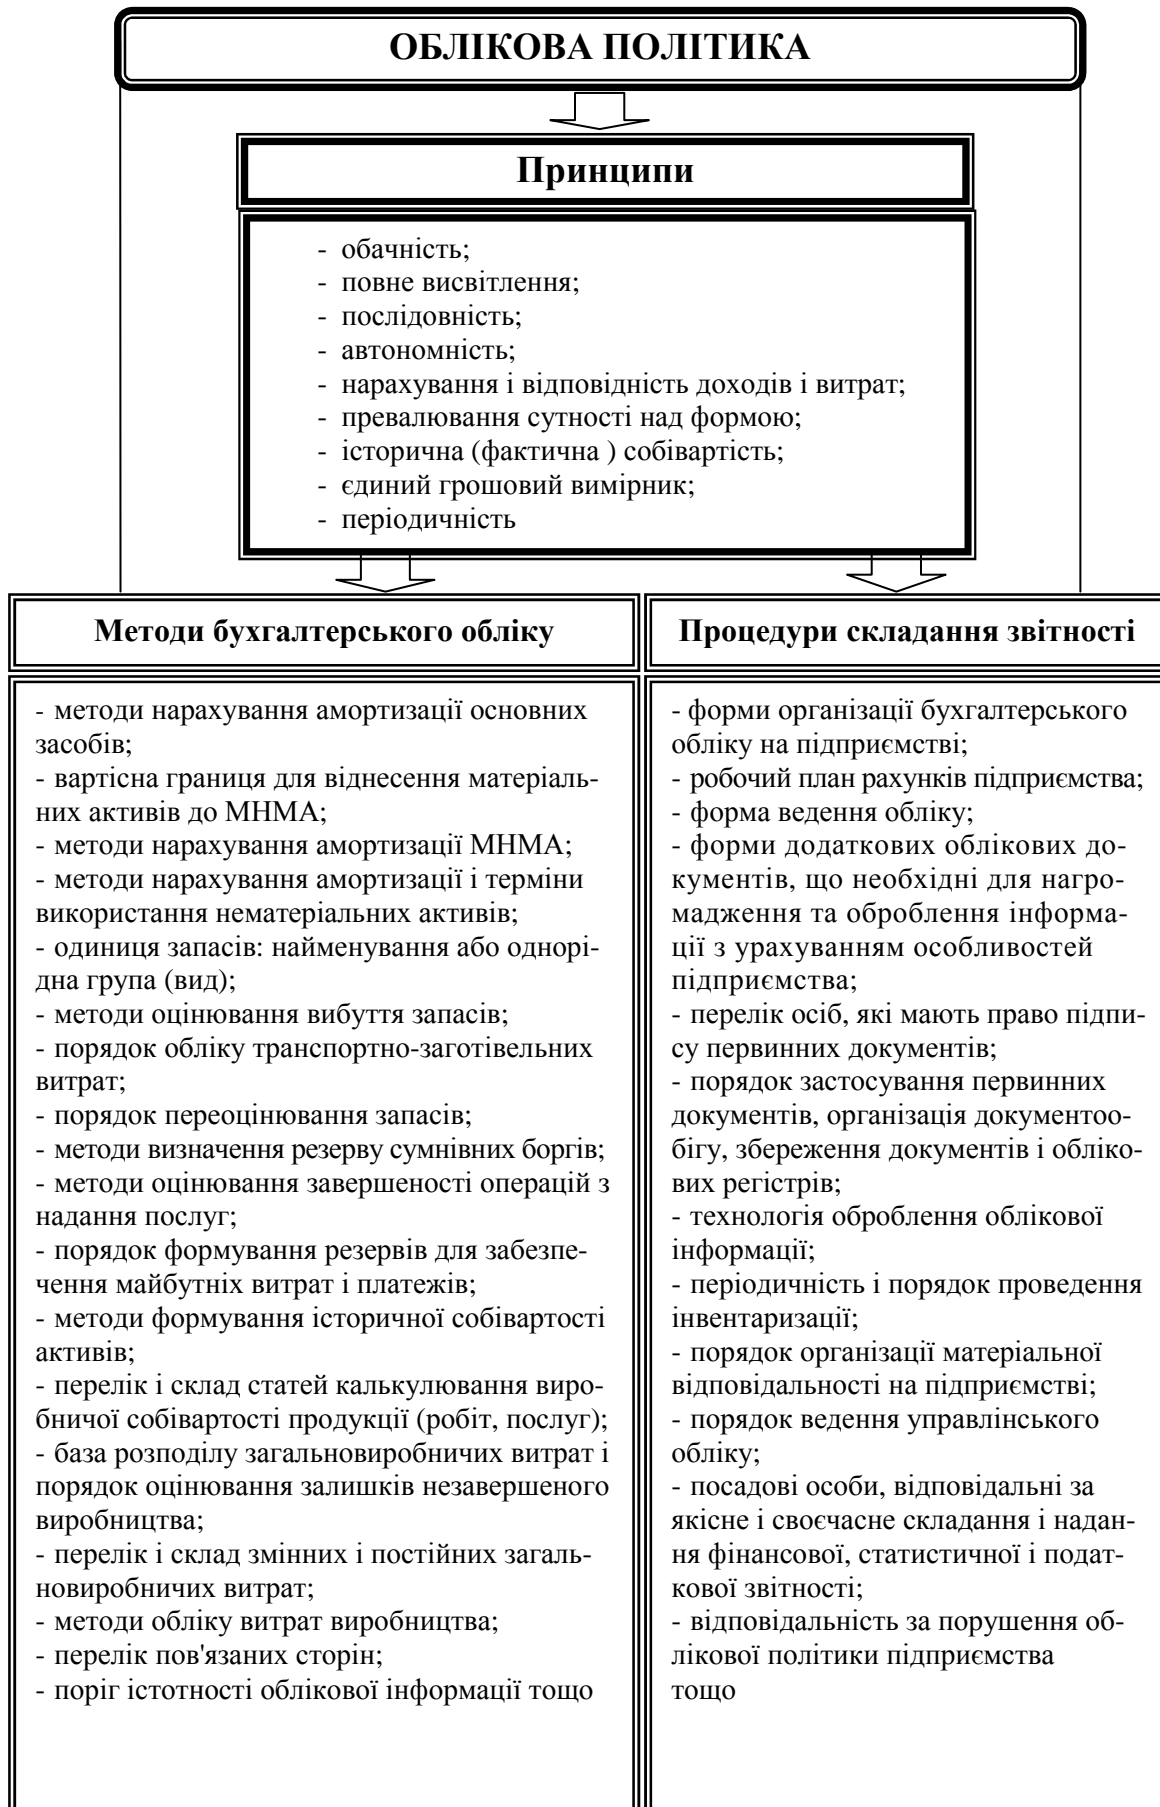 ОБЛІКОВА ПОЛІТИКА
Принципи
- обачність;
- повне висвітлення;
- послідовність;
- автономність;
- нарахування і відповідність доходів і витрат;
- превалювання сутності над формою;
- історична (фактична ) собівартість;
- єдиний грошовий вимірник;
- періодичність
Методи бухгалтерського обліку
- методи нарахування амортизації основних
засобів;
- вартісна границя для віднесення матеріаль-
них активів до МНМА;
- методи нарахування амортизації МНМА;
- методи нарахування амортизації і терміни
використання нематеріальних активів;
- одиниця запасів: найменування або однорі-
дна група (вид);
- методи оцінювання вибуття запасів;
- порядок обліку транспортно-заготівельних
витрат;
- порядок переоцінювання запасів;
- методи визначення резерву сумнівних боргів;
- методи оцінювання завершеності операцій з
надання послуг;
- порядок формування резервів для забезпе-
чення майбутніх витрат і платежів;
- методи формування історичної собівартості
активів;
- перелік і склад статей калькулювання виро-
бничої собівартості продукції (робіт, послуг);
- база розподілу загальновиробничих витрат і
порядок оцінювання залишків незавершеного
виробництва;
- перелік і склад змінних і постійних загаль-
новиробничих витрат;
- методи обліку витрат виробництва;
- перелік пов'язаних сторін;
- поріг істотності облікової інформації тощо
Процедури складання звітності
- форми організації бухгалтерського
обліку на підприємстві;
- робочий план рахунків підприємства;
- форма ведення обліку;
- форми додаткових облікових до-
кументів, що необхідні для нагро-
мадження та оброблення інформа-
ції з урахуванням особливостей
підприємства;
- перелік осіб, які мають право підпи-
су первинних документів;
- порядок застосування первинних
документів, організація документоо-
бігу, збереження документів і обліко-
вих регістрів;
- технологія оброблення облікової
інформації;
- періодичність і порядок проведення
інвентаризації;
- порядок організації матеріальної
відповідальності на підприємстві;
- порядок ведення управлінського
обліку;
- посадові особи, відповідальні за
якісне і своєчасне складання і надан-
ня фінансової, статистичної і подат-
кової звітності;
- відповідальність за порушення об-
лікової політики підприємства
тощо